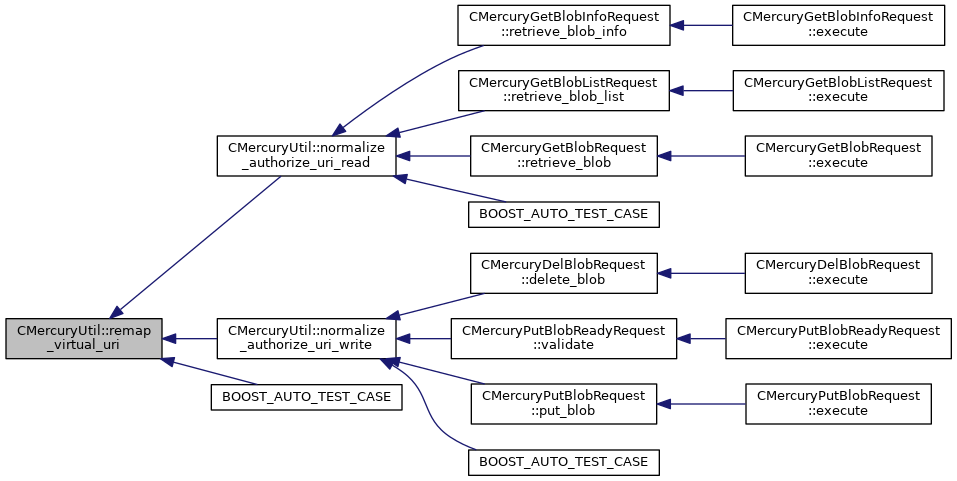 CMercuryGetBlobInfoRequest
::retrieve_blob_info
CMercuryGetBlobInfoRequest
::execute
CMercuryGetBlobListRequest
::retrieve_blob_list
CMercuryGetBlobListRequest
::execute
CMercuryUtil::normalize
_authorize_uri_read
CMercuryGetBlobRequest
::retrieve_blob
CMercuryGetBlobRequest
::execute
BOOST_AUTO_TEST_CASE
CMercuryDelBlobRequest
::delete_blob
CMercuryDelBlobRequest
::execute
CMercuryUtil::remap
_virtual_uri
CMercuryUtil::normalize
_authorize_uri_write
CMercuryPutBlobReadyRequest
::validate
CMercuryPutBlobReadyRequest
::execute
BOOST_AUTO_TEST_CASE
CMercuryPutBlobRequest
::put_blob
CMercuryPutBlobRequest
::execute
BOOST_AUTO_TEST_CASE